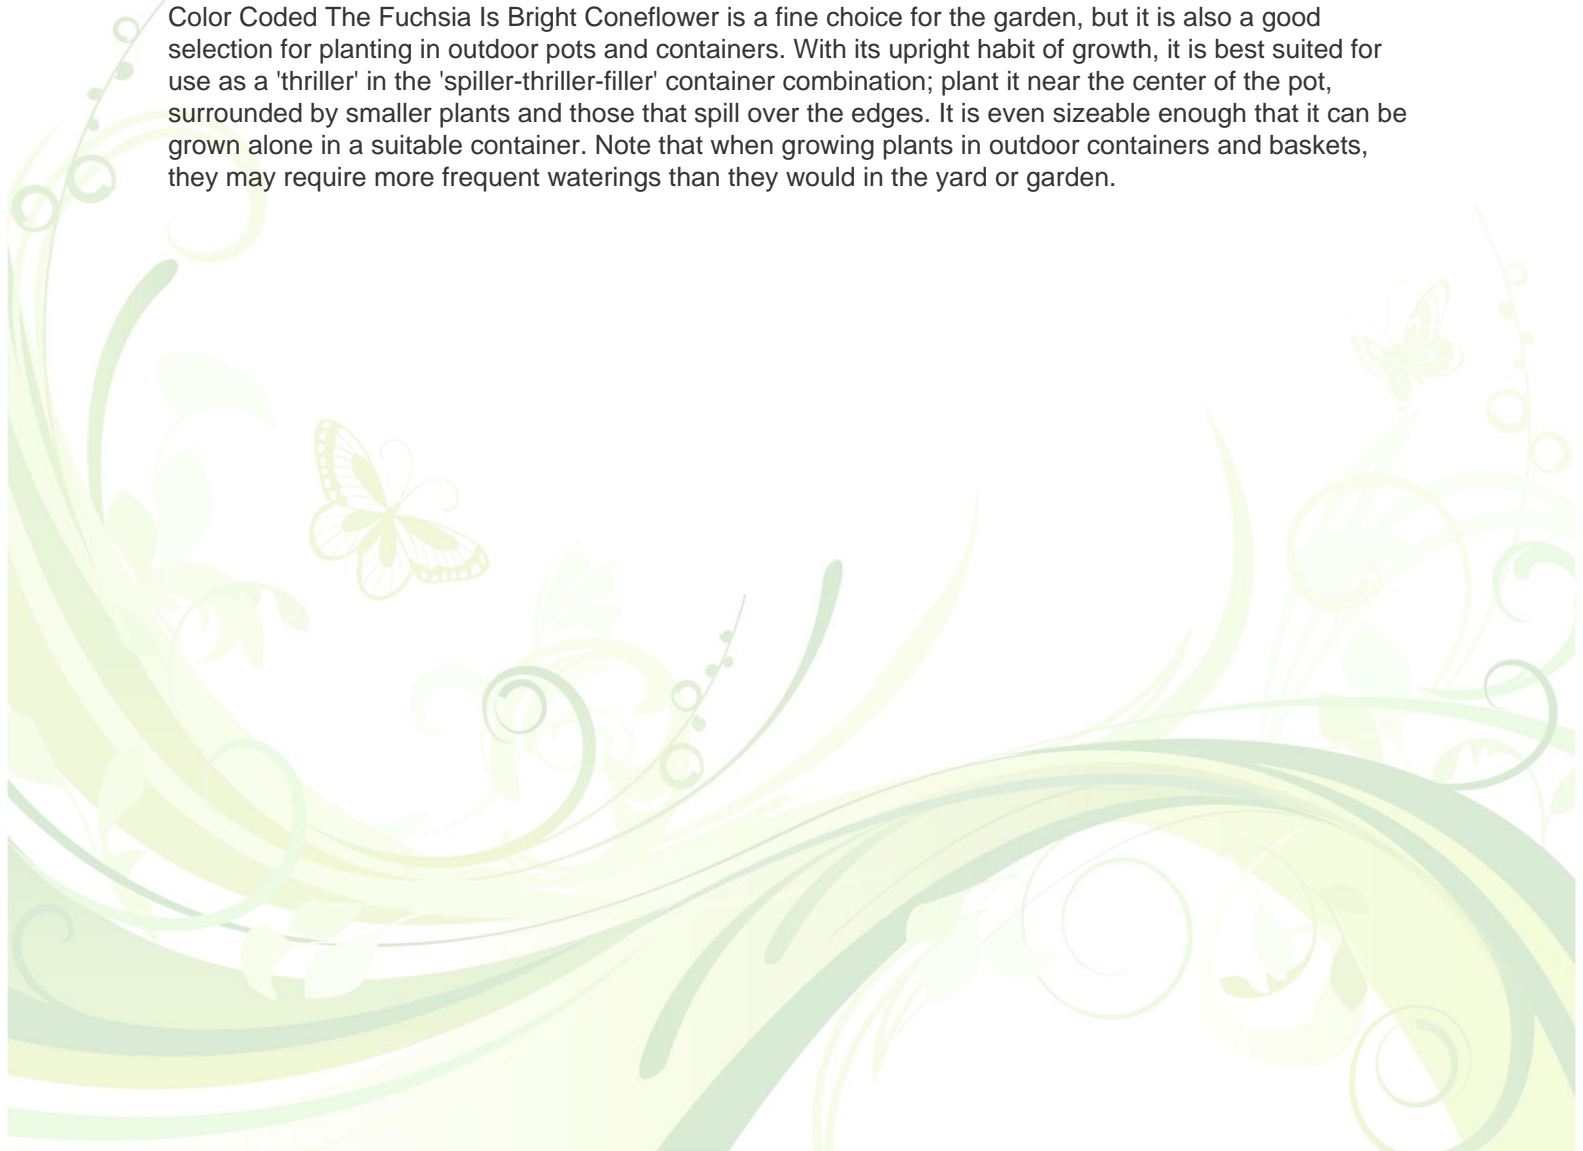 Color Coded The Fuchsia Is Bright Coneflower is a fine choice for the garden, but it is also a good
selection for planting in outdoor pots and containers. With its upright habit of growth, it is best suited for
use as a 'thriller' in the 'spiller-thriller-filler' container combination; plant it near the center of the pot,
surrounded by smaller plants and those that spill over the edges. It is even sizeable enough that it can be
grown alone in a suitable container. Note that when growing plants in outdoor containers and baskets,
they may require more frequent waterings than they would in the yard or garden.